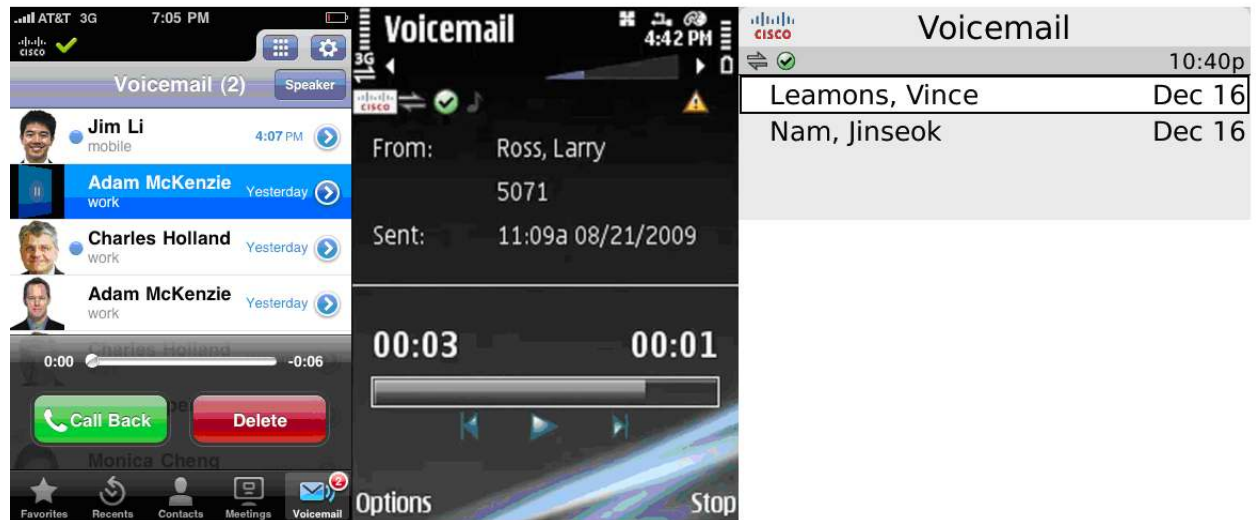 AT&T 3G 7:05 PM
cisco
Voicemail (2) Speaker
Jim Li
mobile
4:07 PM
Adam McKenzie
work
Yesterday
Charles Holland
work
Yesterday
Adam McKenzie
work
Yesterday
Charles Holland
0:00 -0:06
Call Back Delete
Monica Cheng
Favorites Recents Contacts Meetings 2 Voicemail
Voicemail
4:42 PM
3G
cisco
From: Ross, Larry
5071
Sent: 11:09a 08/21/2009
00:03 00:01
Options Stop
cisco Voicemail
10:40p
Leamons, Vince Dec 16
Nam, Jinseok Dec 16